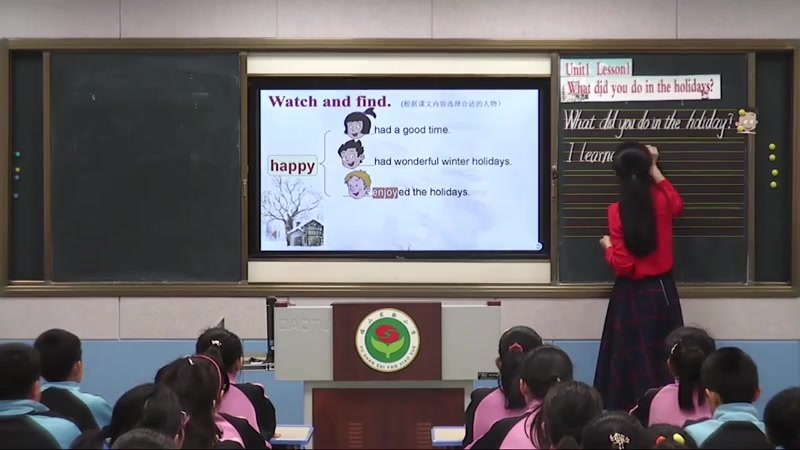 Watch and find. (根据课文内容选择合适的人物)
had a good time.
had wonderful winter holidays.
happy
enjoyed the holidays.
Unit1 Lesson1
What did you do in the holidays?
What did you do in the holiday?
I learne